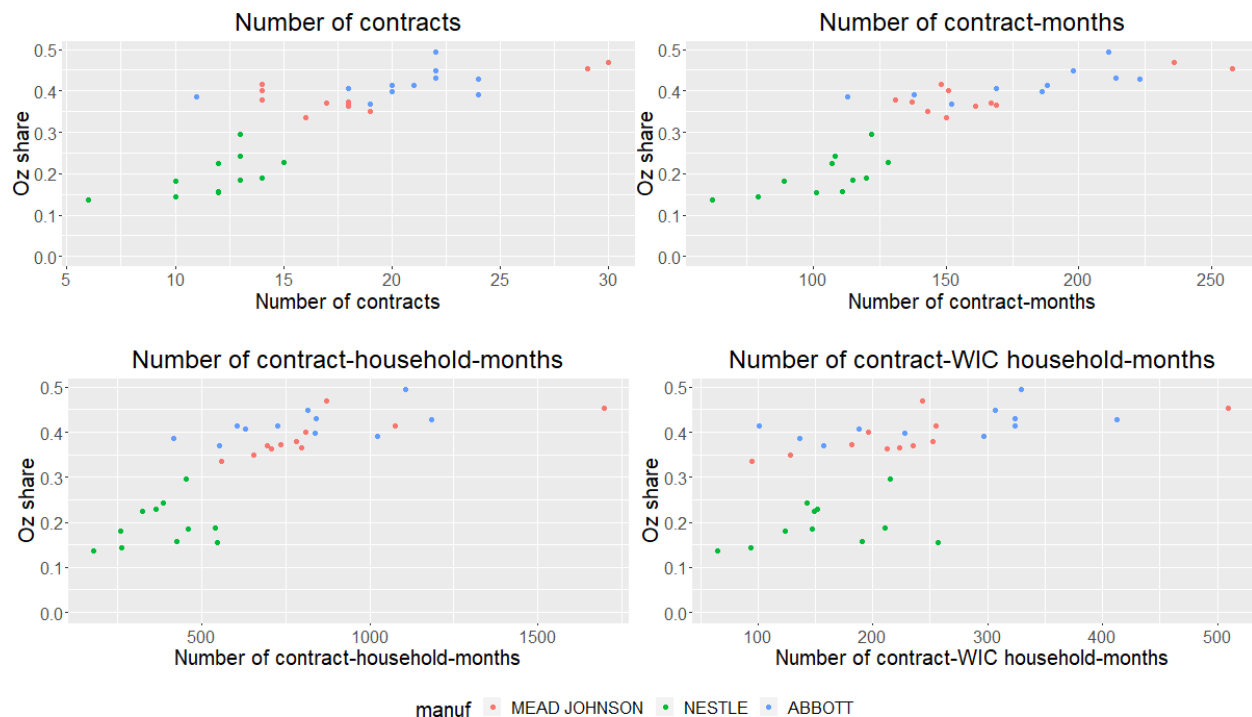 Number of contracts
Oz share
0.5
0.4
0.3
0.2
0.1
0.0
5 10 15 20 25 30
Number of contracts
Number of contract-months
Oz share
0.5
0.4
0.3
0.2
0.1
0.0
100 150 200 250
Number of contract-months
Number of contract-household-months
Oz share
0.5
0.4
0.3
0.2
0.1
0.0
500 1000 1500
Number of contract-household-months
Number of contract-WIC household-months
Oz share
0.5
0.4
0.3
0.2
0.1
0.0
100 200 300 400 500
Number of contract-WIC household-months
manuf MEAD JOHNSON NESTLE ABBOTT